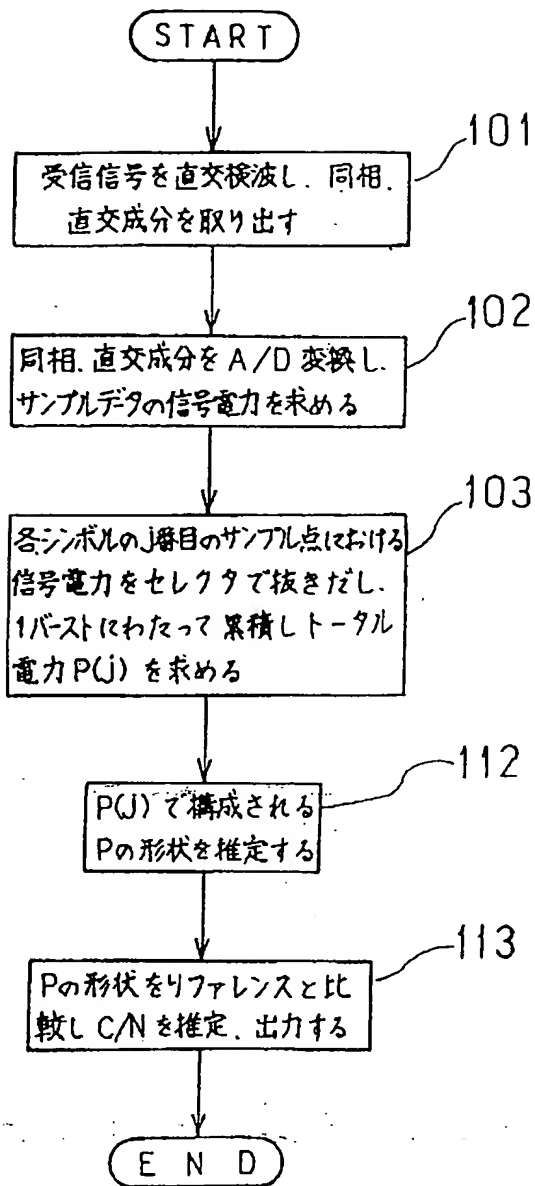 START
101
受信信号を直交検波し、同相、
直交成分を取り出す
102
同相、直交成分をA/D変換し、
サンプルデータの信号電力を求める
103
各シンボルのj番目のサンプル点における
信号電力をセレクタで抜きだし、
1バーストにわたって累積しトータル
電力P(j)を求める
112
P(j)で構成される
Pの形状を推定する
113
Pの形状をリファレンスと比
較しC/Nを推定、出力する
END